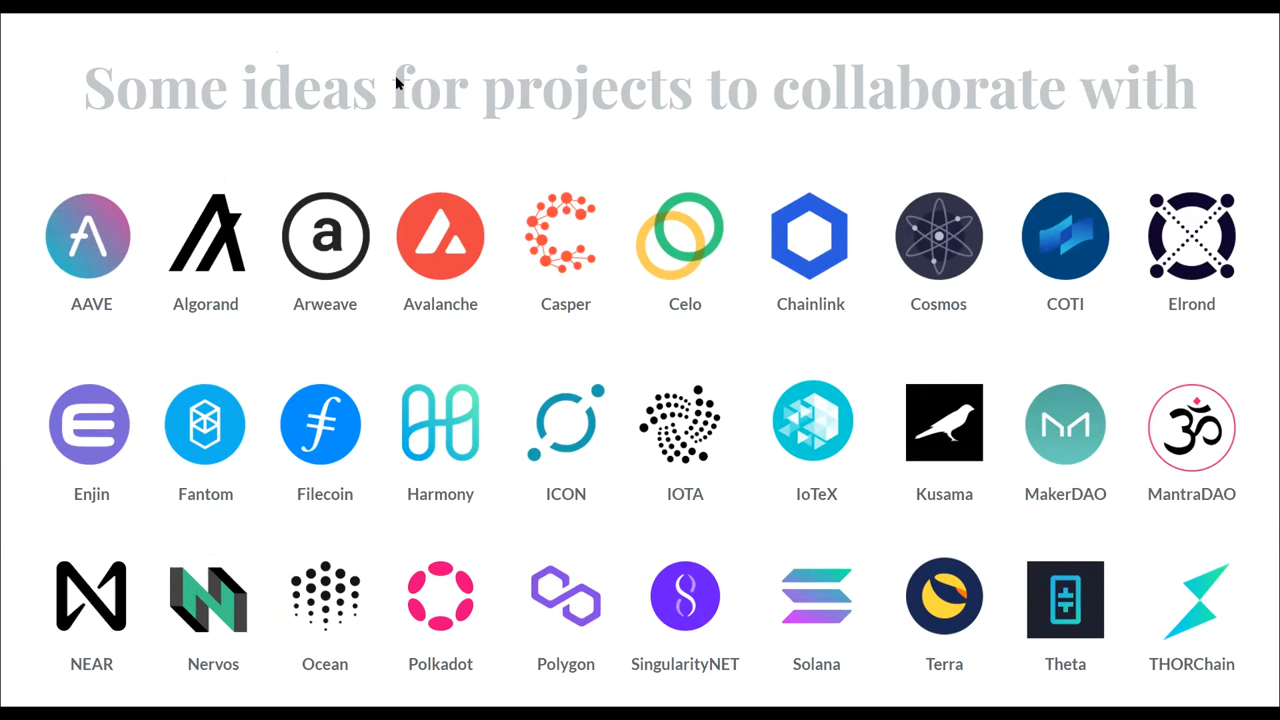 Some ideas for projects to collaborate with
a
AAVE Algorand Arweave Avalanche Casper Celo Chainlink Cosmos COTI Elrond
ॐ
Enjin Fantom Filecoin Harmony ICON IOTA IoTeX Kusama MakerDAO MantraDAO
NEAR Nervos Ocean Polkadot Polygon SingularityNET Solana Terra Theta THORChain